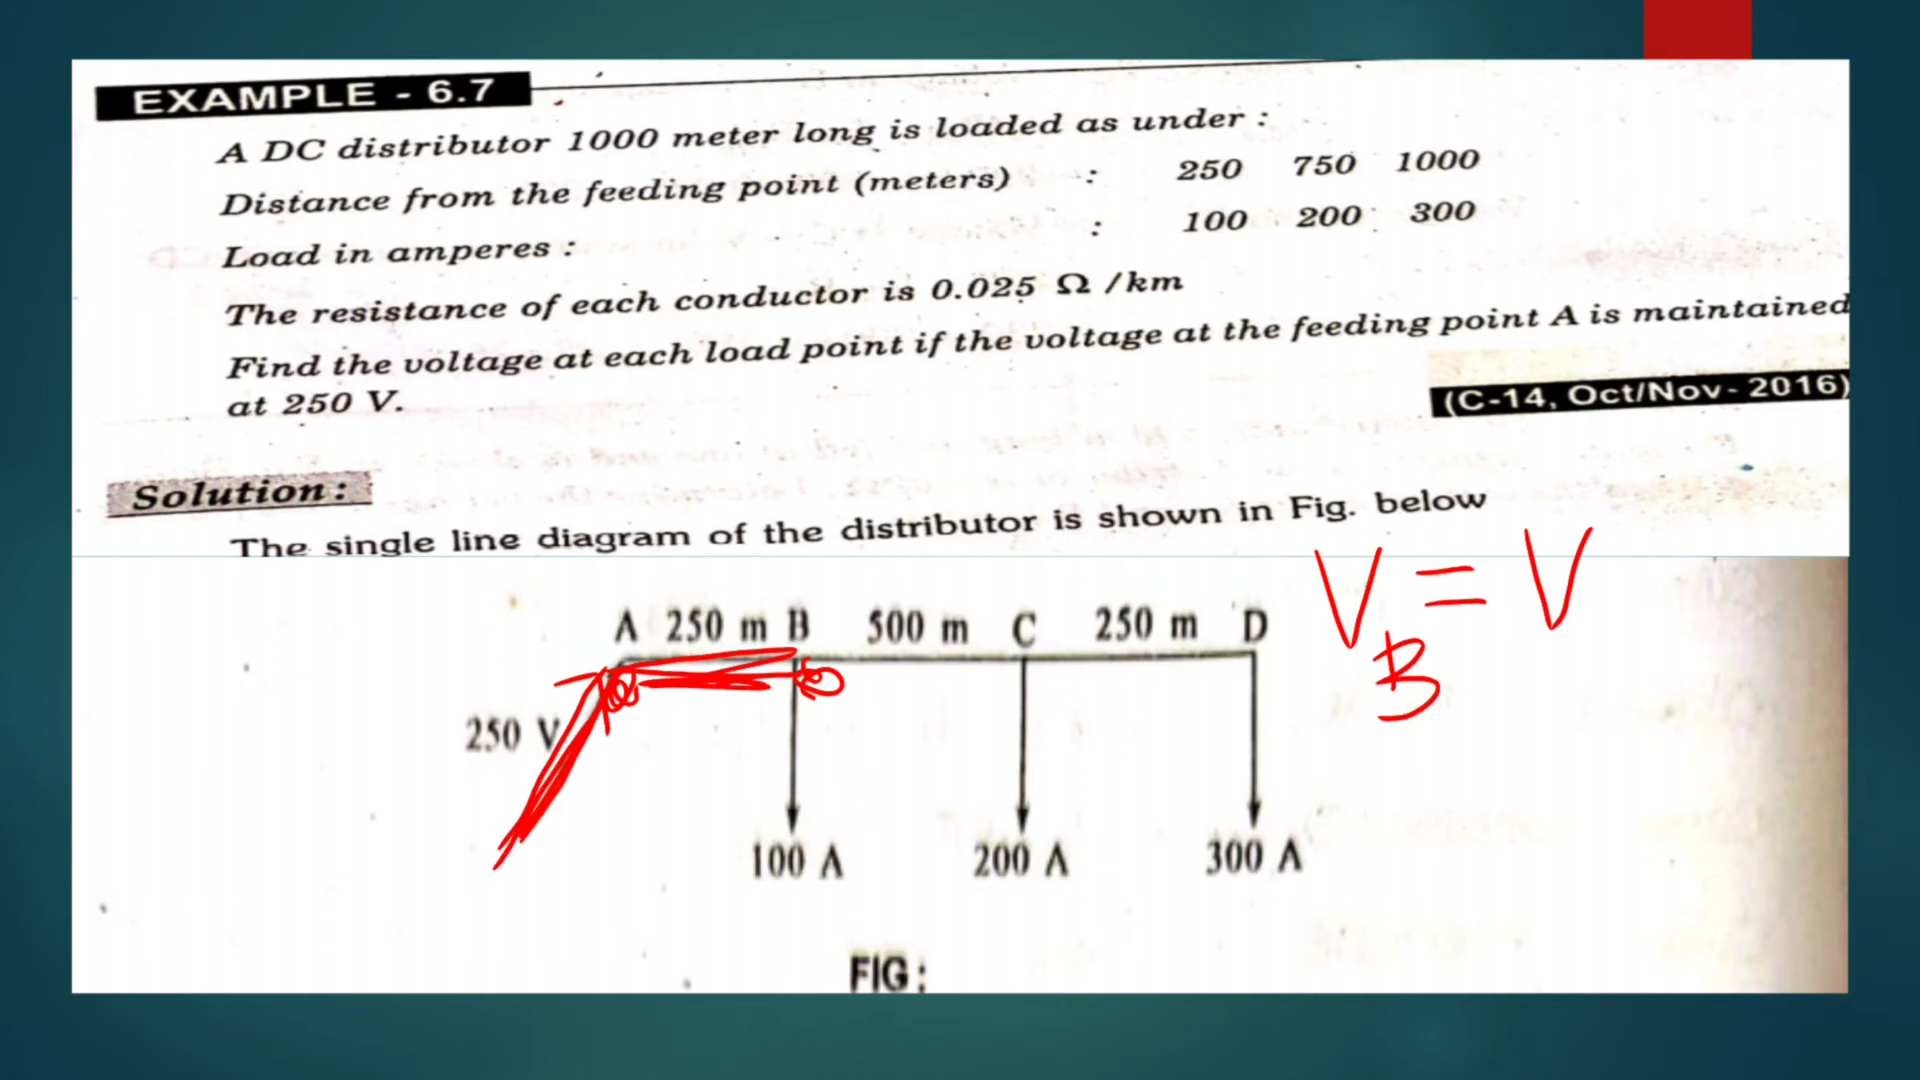 EXAMPLE - 6.7
A DC distributor 1000 meter long is loaded as under :
Distance from the feeding point (meters) : 250 750 1000
Load in amperes : : 100 200 300
The resistance of each conductor is 0.025 Ω /km
Find the voltage at each load point if the voltage at the feeding point A is maintained
at 250 V.
(C-14, Oct/Nov- 2016)
Solution:
The single line diagram of the distributor is shown in Fig. below
V_B = V
A 250 m B 500 m C 250 m D
250 V
100 A 200 A 300 A
FIG :